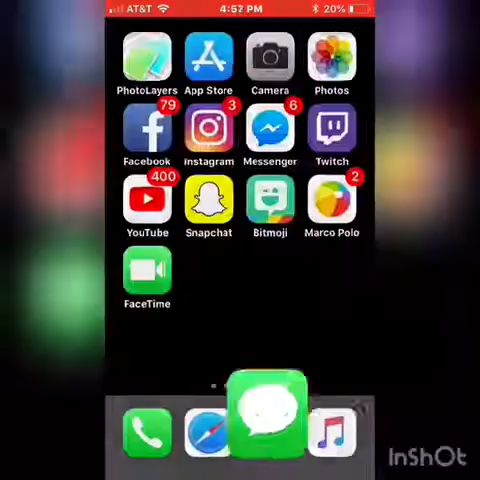 AT&T 4:57 PM 20%
PhotoLayers App Store Camera Photos
79 3 6
Facebook Instagram Messenger Twitch
400 2
YouTube Snapchat Bitmoji Marco Polo
FaceTime
InShOt